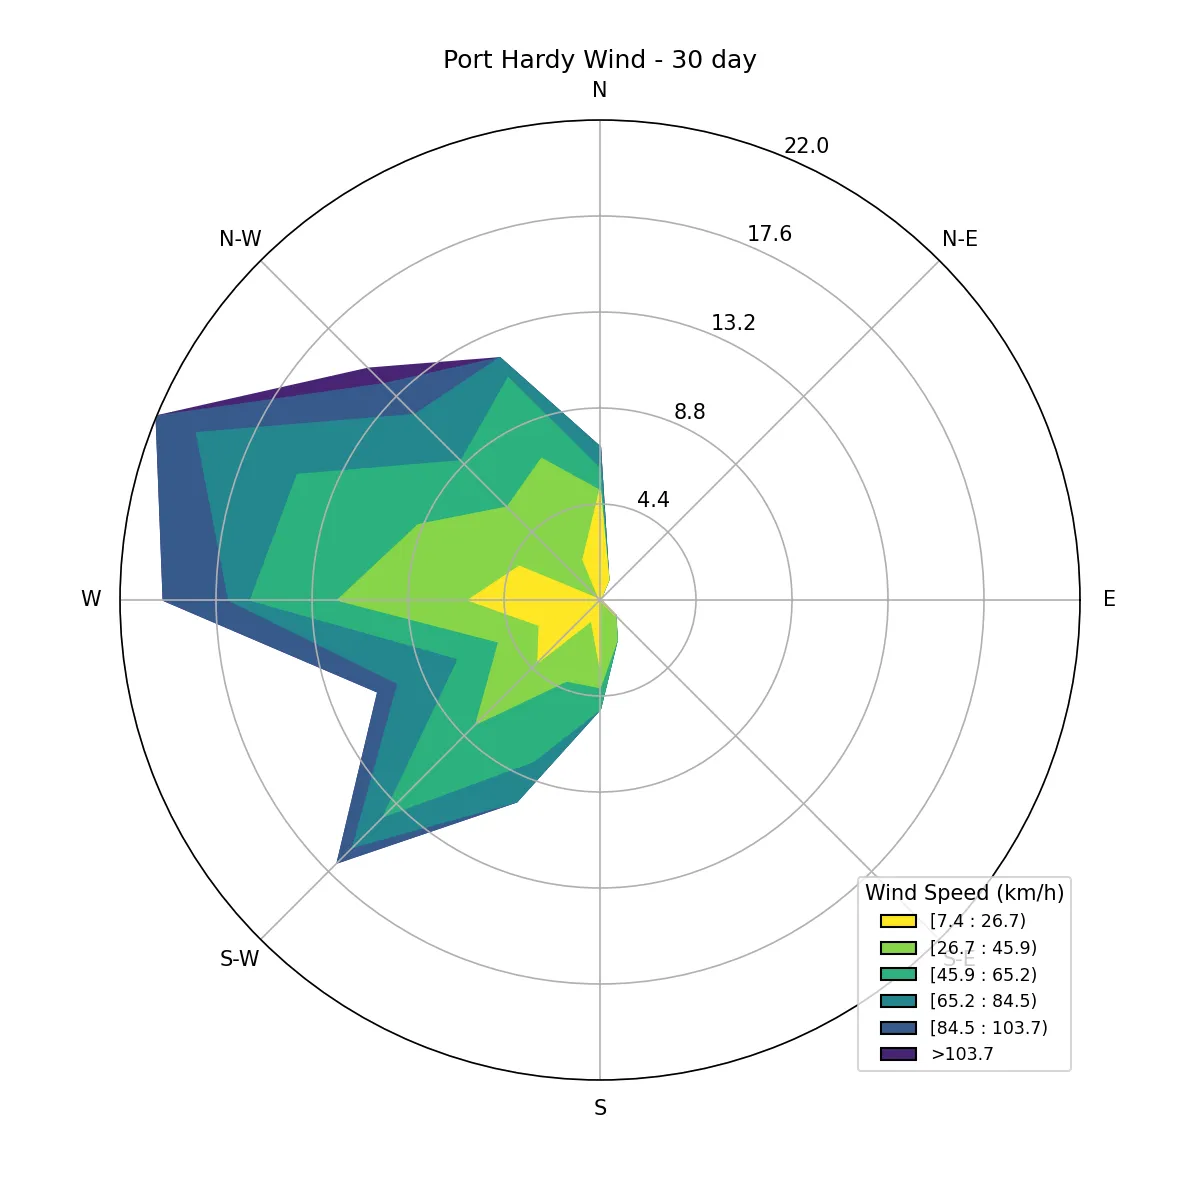 Port Hardy Wind - 30 day
N
22.0
17.6
N-W
N-E
13.2
8.8
4.4
W
E
Wind Speed (km/h)
[7.4 : 26.7)
[26.7 : 45.9)
S-W
S-E
[45.9 : 65.2)
[65.2 : 84.5)
[84.5 : 103.7)
>103.7
S